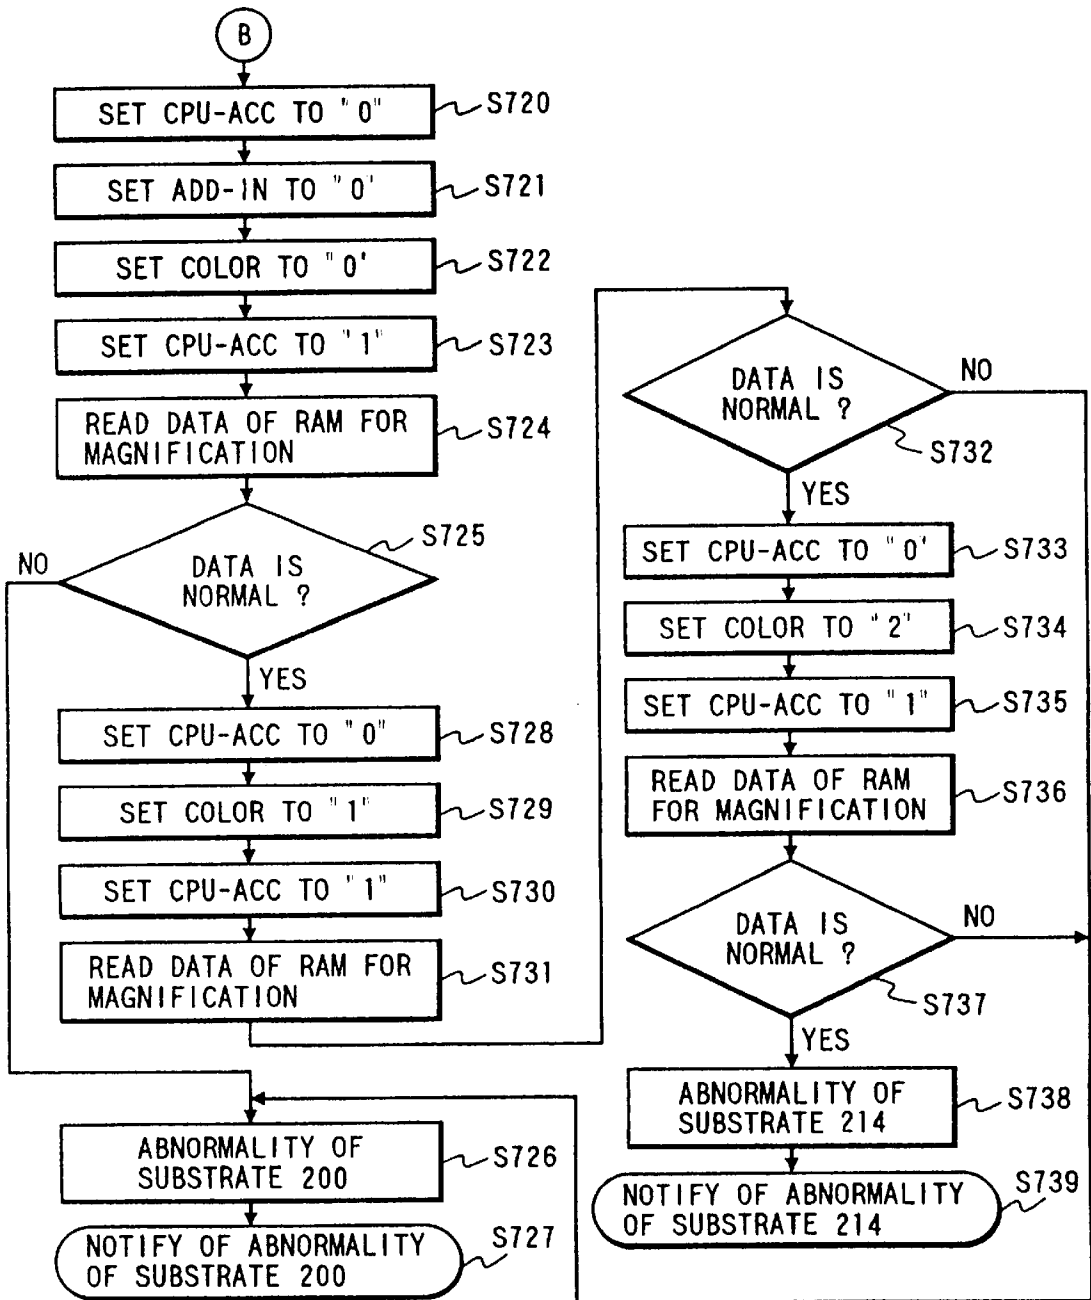 B
SET CPU-ACC TO "0"
S720
SET ADD-IN TO "0'
S721
SET COLOR TO "0'
S722
SET CPU-ACC TO "1"
S723
READ DATA OF RAM FOR
MAGNIFICATION
S724
DATA IS
NORMAL ?
S725
NO
YES
SET CPU-ACC TO "0"
S728
SET COLOR TO "1"
S729
SET CPU-ACC TO "1"
S730
READ DATA OF RAM FOR
MAGNIFICATION
S731
ABNORMALITY OF
SUBSTRATE 200
S726
NOTIFY OF ABNORMALITY
OF SUBSTRATE 200
S727
DATA IS
NORMAL ?
NO
S732
YES
SET CPU-ACC TO "0'
S733
SET COLOR TO "2"
S734
SET CPU-ACC TO "1"
S735
READ DATA OF RAM
FOR MAGNIFICATION
S736
DATA IS
NORMAL ?
NO
S737
YES
ABNORMALITY OF
SUBSTRATE 214
S738
NOTIFY OF ABNORMALITY
OF SUBSTRATE 214
S739